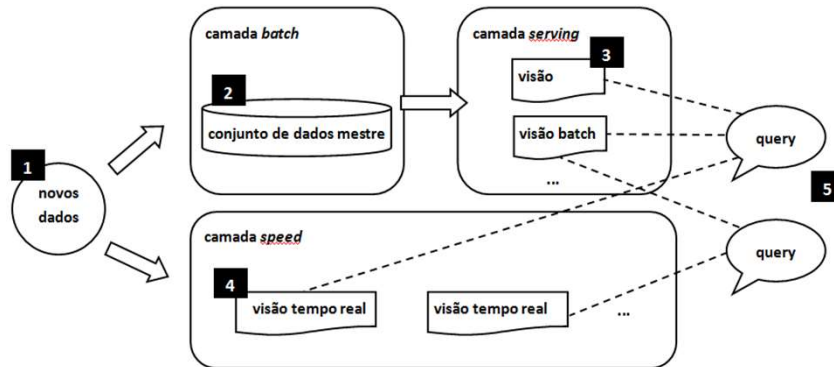 camada batch
2
conjunto de dados mestre
camada serving
3
visão
visão batch
...
query
1
novos
dados
5
query
camada speed
4
visão tempo real
visão tempo real
...